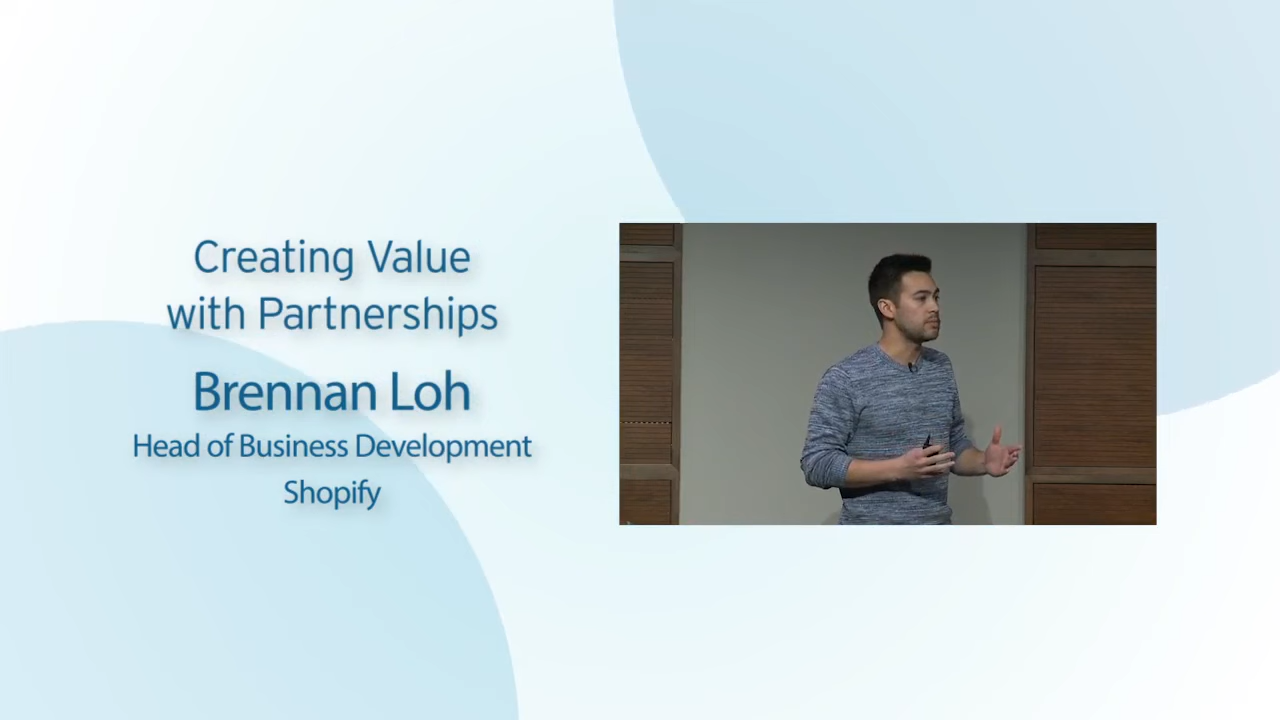 Creating Value
with Partnerships
Brennan Loh
Head of Business Development
Shopify